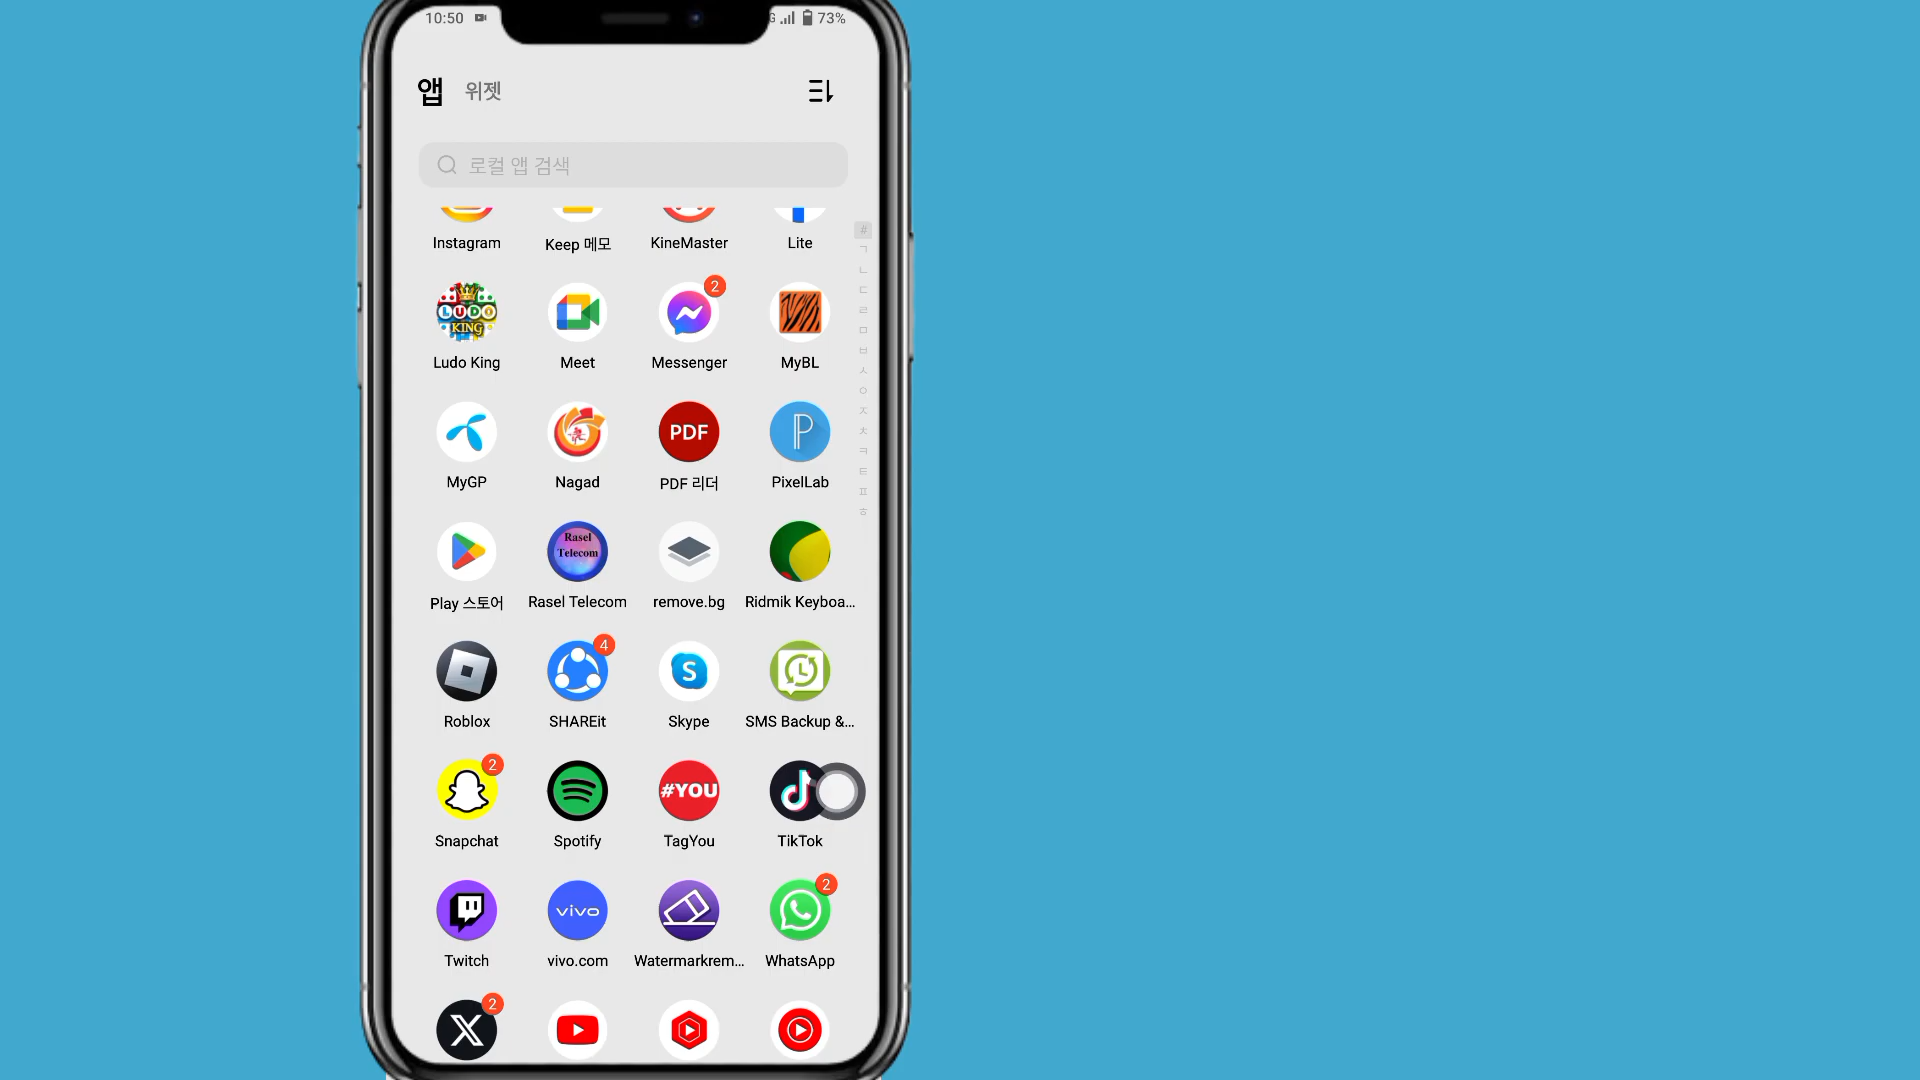 10:50
G 73%
앱 위젯
로컬 앱 검색
Instagram Keep 메모 KineMaster Lite
#
ㄱ
ㄴ
ㄷ
ㄹ
ㅁ
ㅂ
ㅅ
ㅇ
ㅈ
ㅊ
ㅋ
ㅌ
ㅍ
ㅎ
LUDO
KING
2
Ludo King Meet Messenger MyBL
PDF
MyGP Nagad PDF 리더 PixelLab
Rasel
Telecom
Play 스토어 Rasel Telecom remove.bg Ridmik Keyboa...
4
S
Roblox SHAREit Skype SMS Backup &...
2
#YOU
Snapchat Spotify TagYou TikTok
vivo
2
Twitch vivo.com Watermarkrem... WhatsApp
2
X